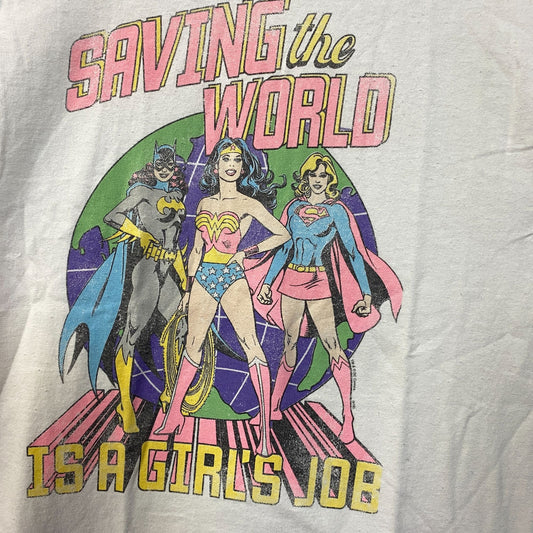 SAVING the
WORLD
IS A GIRL'S JOB